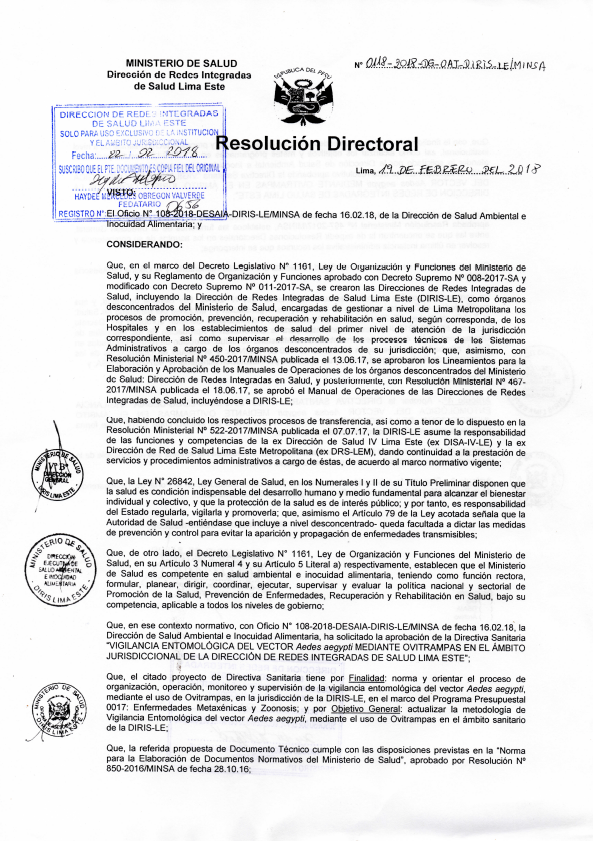 MINISTERIO DE SALUD
Dirección de Redes Integradas
de Salud Lima Este
REPUBLICA DEL PERU
N° 0118-2018-DG-OAJ-DIRIS-LE/MINSA
DIRECCION DE REDES INTEGRADAS
DE SALUD LIMA ESTE
SOLO PARA USO EXCLUSIVO DE LA INSTITUCION
Y EL AMBITO JURISDICCIONAL
Fecha: 22 / 02 / 2018
SUSCRIBO QUE EL PTE. DOCUMENTO ES COPIA FIEL DEL ORIGINAL
HAYDEE MERCEDES OBREGON VALVERDE
FEDATARIO
REGISTRO N° 0656
Resolución Directoral
Lima, 19 DE FEBRERO DEL 2018
VISTO:
El Oficio N° 108-2018-DESAIA-DIRIS-LE/MINSA de fecha 16.02.18, de la Dirección de Salud Ambiental e
Inocuidad Alimentaria; y
CONSIDERANDO:
Que, en el marco del Decreto Legislativo N° 1161, Ley de Organización y Funciones del Ministerio de
Salud, y su Reglamento de Organización y Funciones aprobado con Decreto Supremo Nº 008-2017-SA y
modificado con Decreto Supremo Nº 011-2017-SA, se crearon las Direcciones de Redes Integradas de
Salud, incluyendo la Dirección de Redes Integradas de Salud Lima Este (DIRIS-LE), como órganos
desconcentrados del Ministerio de Salud, encargadas de gestionar a nivel de Lima Metropolitana los
procesos de promoción, prevención, recuperación y rehabilitación en salud, según corresponda, de los
Hospitales y en los establecimientos de salud del primer nivel de atención de la jurisdicción
correspondiente, así como supervisar el desarrollo de los procesos técnicos de los Sistemas
Administrativos a cargo de los órganos desconcentrados de su jurisdicción; que, asimismo, con
Resolución Ministerial Nº 450-2017/MINSA publicada el 13.06.17, se aprobaron los Lineamientos para la
Elaboración y Aprobación de los Manuales de Operaciones de los órganos desconcentrados del Ministerio
de Salud: Dirección de Redes Integradas en Salud, y posteriormente, con Resolución Ministerial Nº 467-
2017/MINSA publicada el 18.06.17, se aprobó el Manual de Operaciones de las Direcciones de Redes
Integradas de Salud, incluyéndose a DIRIS-LE;
Que, habiendo concluido los respectivos procesos de transferencia, así como a tenor de lo dispuesto en la
Resolución Ministerial Nº 522-2017/MINSA publicada el 07.07.17, la DIRIS-LE asume la responsabilidad
de las funciones y competencias de la ex Dirección de Salud IV Lima Este (ex DISA-IV-LE) y la ex
Dirección de Red de Salud Lima Este Metropolitana (ex DRS-LEM), dando continuidad a la prestación de
servicios y procedimientos administrativos a cargo de éstas, de acuerdo al marco normativo vigente;
MINISTERIO DE SALUD
V° B°
DIRECCIÓN
GENERAL
DIRIS LIMA ESTE
Que, la Ley N° 26842, Ley General de Salud, en los Numerales I y II de su Título Preliminar disponen que
la salud es condición indispensable del desarrollo humano y medio fundamental para alcanzar el bienestar
individual y colectivo, y que la protección de la salud es de interés público; y por tanto, es responsabilidad
del Estado regularla, vigilarla y promoverla; que, asimismo el Artículo 79 de la Ley acotada señala que la
Autoridad de Salud -entiéndase que incluye a nivel desconcentrado- queda facultada a dictar las medidas
de prevención y control para evitar la aparición y propagación de enfermedades transmisibles;
MINISTERIO DE SALUD
DIRECCIÓN
EJECUTIVA DE
SALUD AMBIENTAL
E INOCUIDAD
ALIMENTARIA
DIRIS LIMA ESTE
Que, de otro lado, el Decreto Legislativo N° 1161, Ley de Organización y Funciones del Ministerio de
Salud, en su Artículo 3 Numeral 4 y su Artículo 5 Literal a) respectivamente, establecen que el Ministerio
de Salud es competente en salud ambiental e inocuidad alimentaria, teniendo como función rectora,
formular, planear, dirigir, coordinar, ejecutar, supervisar y evaluar la política nacional y sectorial de
Promoción de la Salud, Prevención de Enfermedades, Recuperación y Rehabilitación en Salud, bajo su
competencia, aplicable a todos los niveles de gobierno;
Que, en ese contexto normativo, con Oficio N° 108-2018-DESAIA-DIRIS-LE/MINSA de fecha 16.02.18, la
Dirección de Salud Ambiental e Inocuidad Alimentaria, ha solicitado la aprobación de la Directiva Sanitaria
"VIGILANCIA ENTOMOLÓGICA DEL VECTOR Aedes aegypti MEDIANTE OVITRAMPAS EN EL ÁMBITO
JURISDICCIONAL DE LA DIRECCIÓN DE REDES INTEGRADAS DE SALUD LIMA ESTE";
Que, el citado proyecto de Directiva Sanitaria tiene por Finalidad: norma y orientar el proceso de
organización, operación, monitoreo y supervisión de la vigilancia entomológica del vector Aedes aegypti,
mediante el uso de Ovitrampas, en la jurisdicción de la DIRIS-LE, en el marco del Programa Presupuestal
0017: Enfermedades Metaxénicas y Zoonosis; y por Objetivo General: actualizar la metodología de
Vigilancia Entomológica del vector Aedes aegypti, mediante el uso de Ovitrampas en el ámbito sanitario
de la DIRIS-LE;
MINISTERIO DE SALUD
DIRIS LIMA ESTE
Que, la referida propuesta de Documento Técnico cumple con las disposiciones previstas en la "Norma
para la Elaboración de Documentos Normativos del Ministerio de Salud", aprobado por Resolución Nº
850-2016/MINSA de fecha 28.10.16;